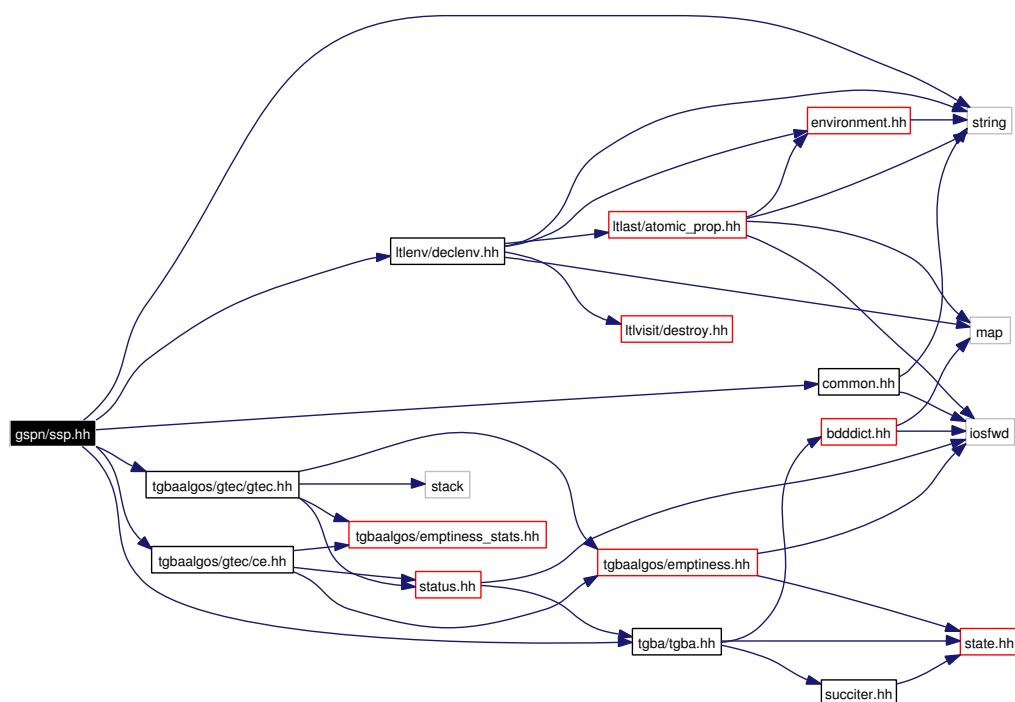 string
environment.hh
ltlast/atomic_prop.hh
ltlenv/declenv.hh
ltlvisit/destroy.hh
map
common.hh
gspn/ssp.hh
bdddict.hh
iosfwd
tgbaalgos/gtec/gtec.hh
stack
tgbaalgos/emptiness_stats.hh
tgbaalgos/gtec/ce.hh
tgbaalgos/emptiness.hh
status.hh
tgba/tgba.hh
state.hh
succiter.hh